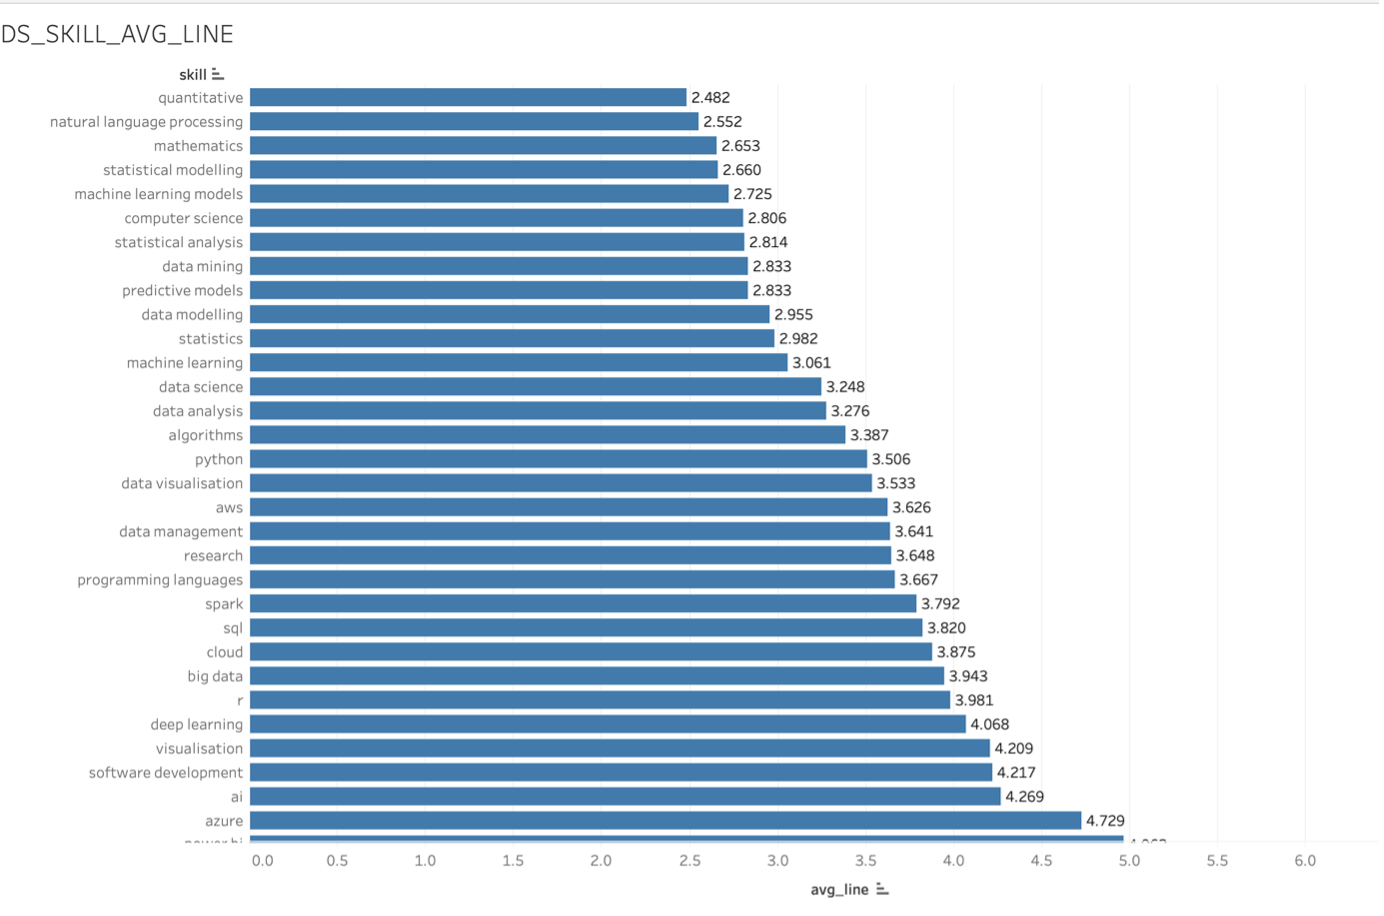 DS_SKILL_AVG_LINE
skill
quantitative 2.482
natural language processing 2.552
mathematics 2.653
statistical modelling 2.660
machine learning models 2.725
computer science 2.806
statistical analysis 2.814
data mining 2.833
predictive models 2.833
data modelling 2.955
statistics 2.982
machine learning 3.061
data science 3.248
data analysis 3.276
algorithms 3.387
python 3.506
data visualisation 3.533
aws 3.626
data management 3.641
research 3.648
programming languages 3.667
spark 3.792
sql 3.820
cloud 3.875
big data 3.943
r 3.981
deep learning 4.068
visualisation 4.209
software development 4.217
ai 4.269
azure 4.729
power bi
0.0 0.5 1.0 1.5 2.0 2.5 3.0 3.5 4.0 4.5 5.0 5.5 6.0
avg_line